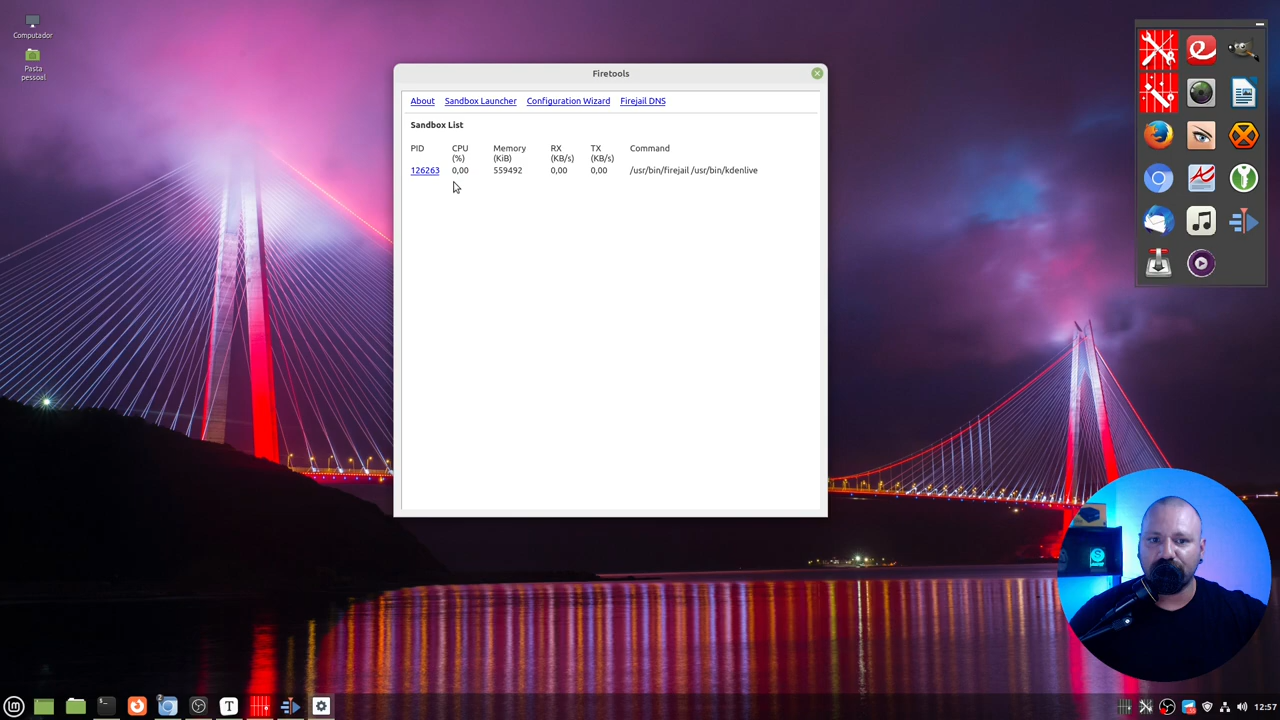 Computador
Pasta
pessoal
Firetools
About Sandbox Launcher Configuration Wizard Firejail DNS
Sandbox List
PID CPU (%) Memory (KiB) RX (KB/s) TX (KB/s) Command
126263 0,00 559492 0,00 0,00 /usr/bin/firejail /usr/bin/kdenlive
T
2
12:57